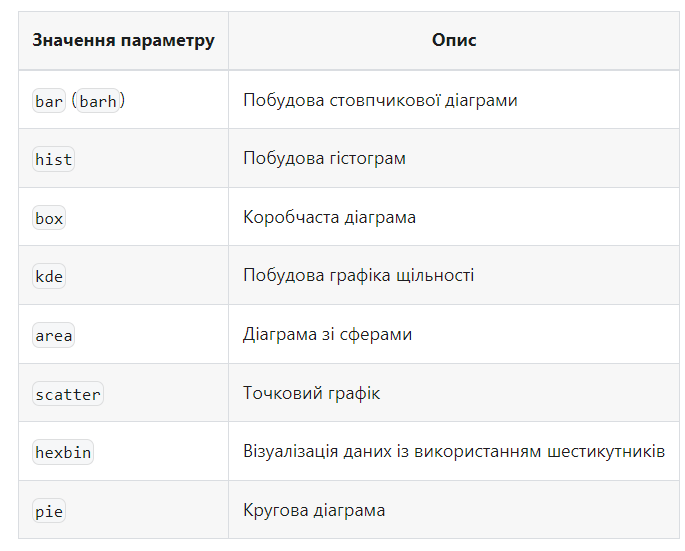 Значення параметру Опис
bar (barh) Побудова стовпчикової діаграми
hist Побудова гістограм
box Коробчаста діаграма
kde Побудова графіка щільності
area Діаграма зі сферами
scatter Точковий графік
hexbin Візуалізація даних із використанням шестикутників
pie Кругова діаграма